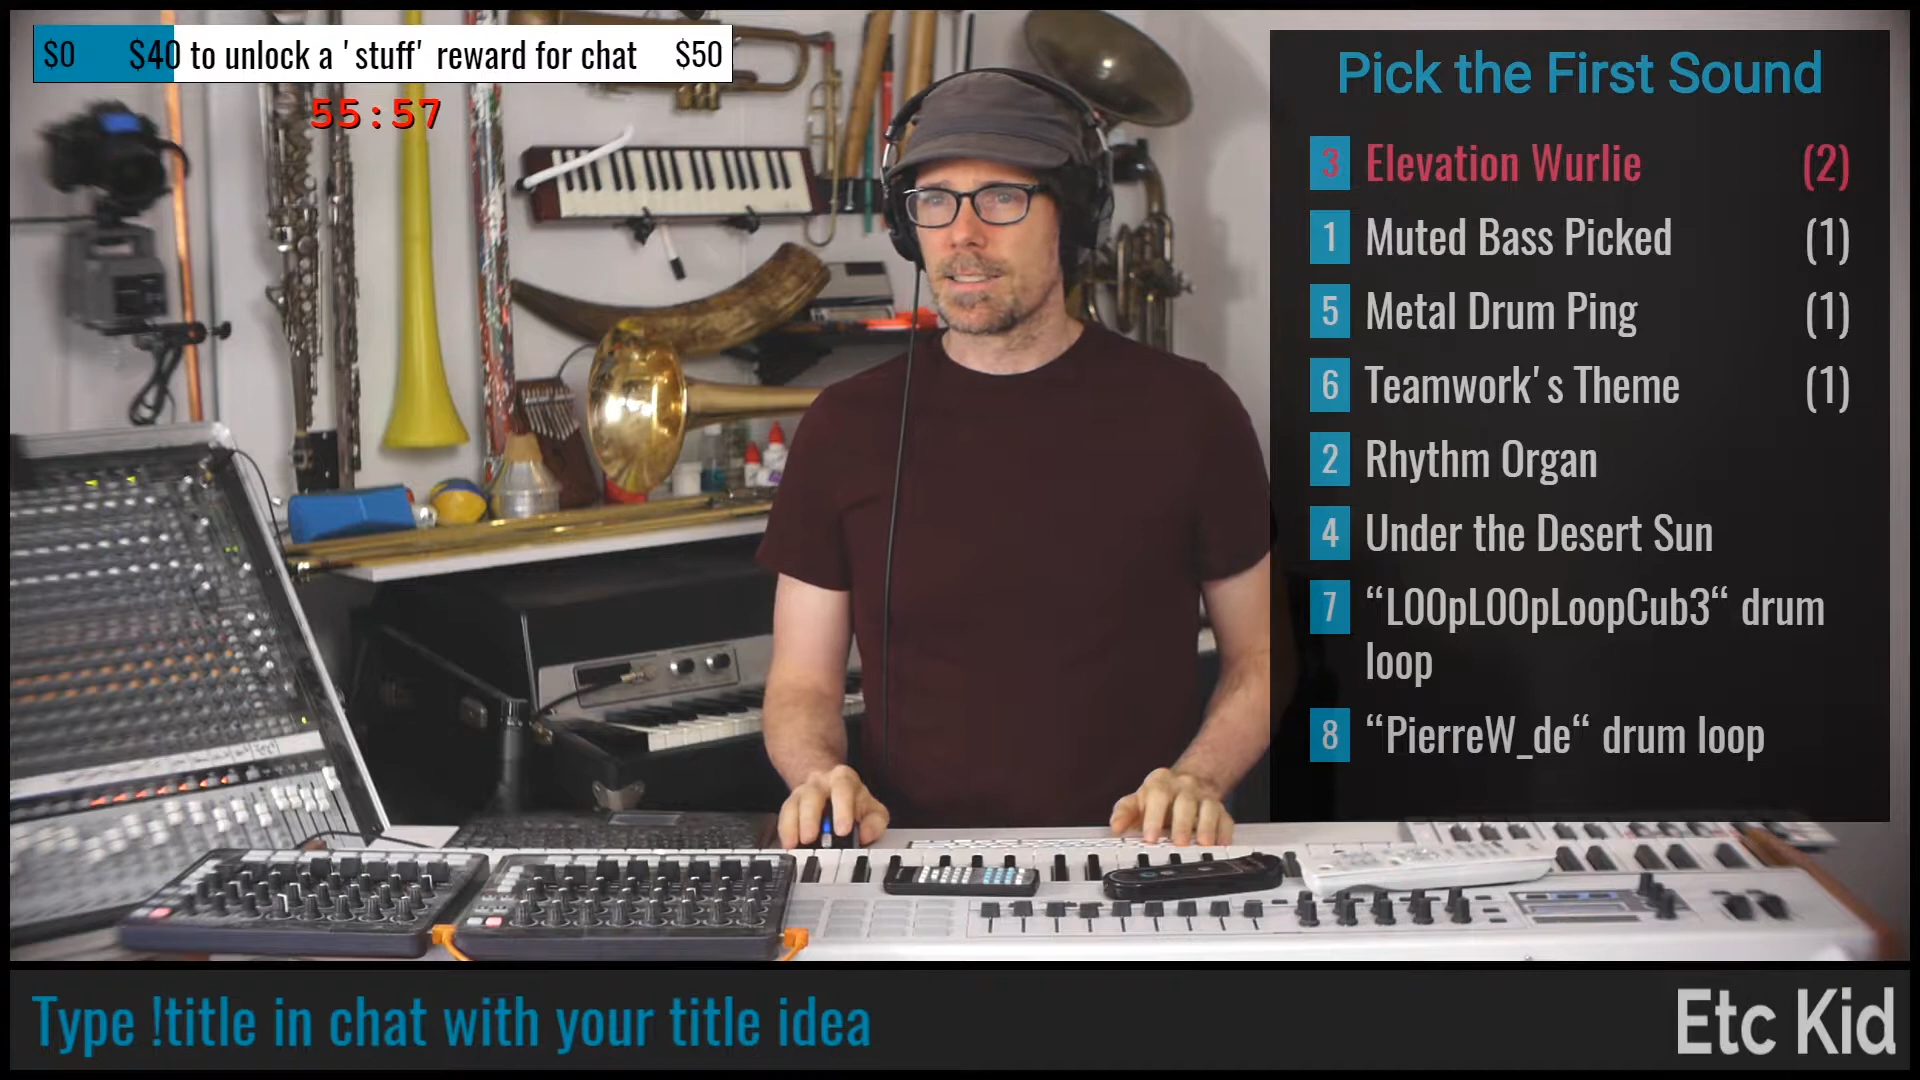 $0 $40 to unlock a 'stuff' reward for chat $50
55:57
Pick the First Sound
3 Elevation Wurlie (2)
1 Muted Bass Picked (1)
5 Metal Drum Ping (1)
6 Teamwork's Theme (1)
2 Rhythm Organ
4 Under the Desert Sun
7 “LOOpLOOpLoopCub3“ drum
loop
8 “PierreW_de“ drum loop
Type !title in chat with your title idea
Etc Kid